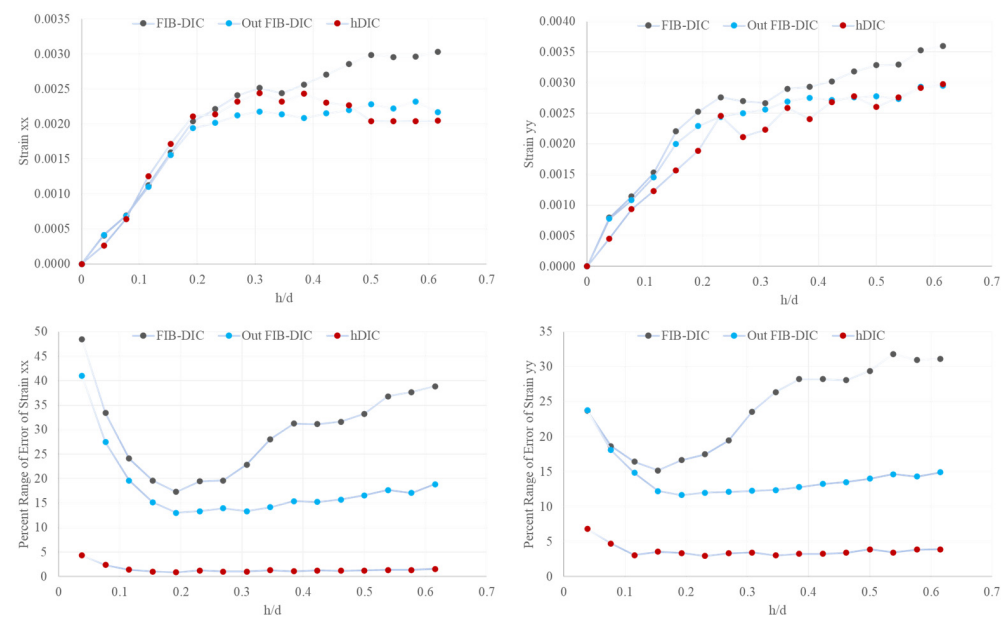 FIB-DIC Out FIB-DIC hDIC
Strain xx
0.0035
0.0030
0.0025
0.0020
0.0015
0.0010
0.0005
0.0000
0 0.1 0.2 0.3 0.4 0.5 0.6 0.7
h/d
FIB-DIC Out FIB-DIC hDIC
Strain yy
0.0040
0.0035
0.0030
0.0025
0.0020
0.0015
0.0010
0.0005
0.0000
0 0.1 0.2 0.3 0.4 0.5 0.6 0.7
h/d
FIB-DIC Out FIB-DIC hDIC
Percent Range of Error of Strain xx
50
45
40
35
30
25
20
15
10
5
0
0 0.1 0.2 0.3 0.4 0.5 0.6 0.7
h/d
FIB-DIC Out FIB-DIC hDIC
Percent Range of Error of Strain yy
35
30
25
20
15
10
5
0
0 0.1 0.2 0.3 0.4 0.5 0.6 0.7
h/d